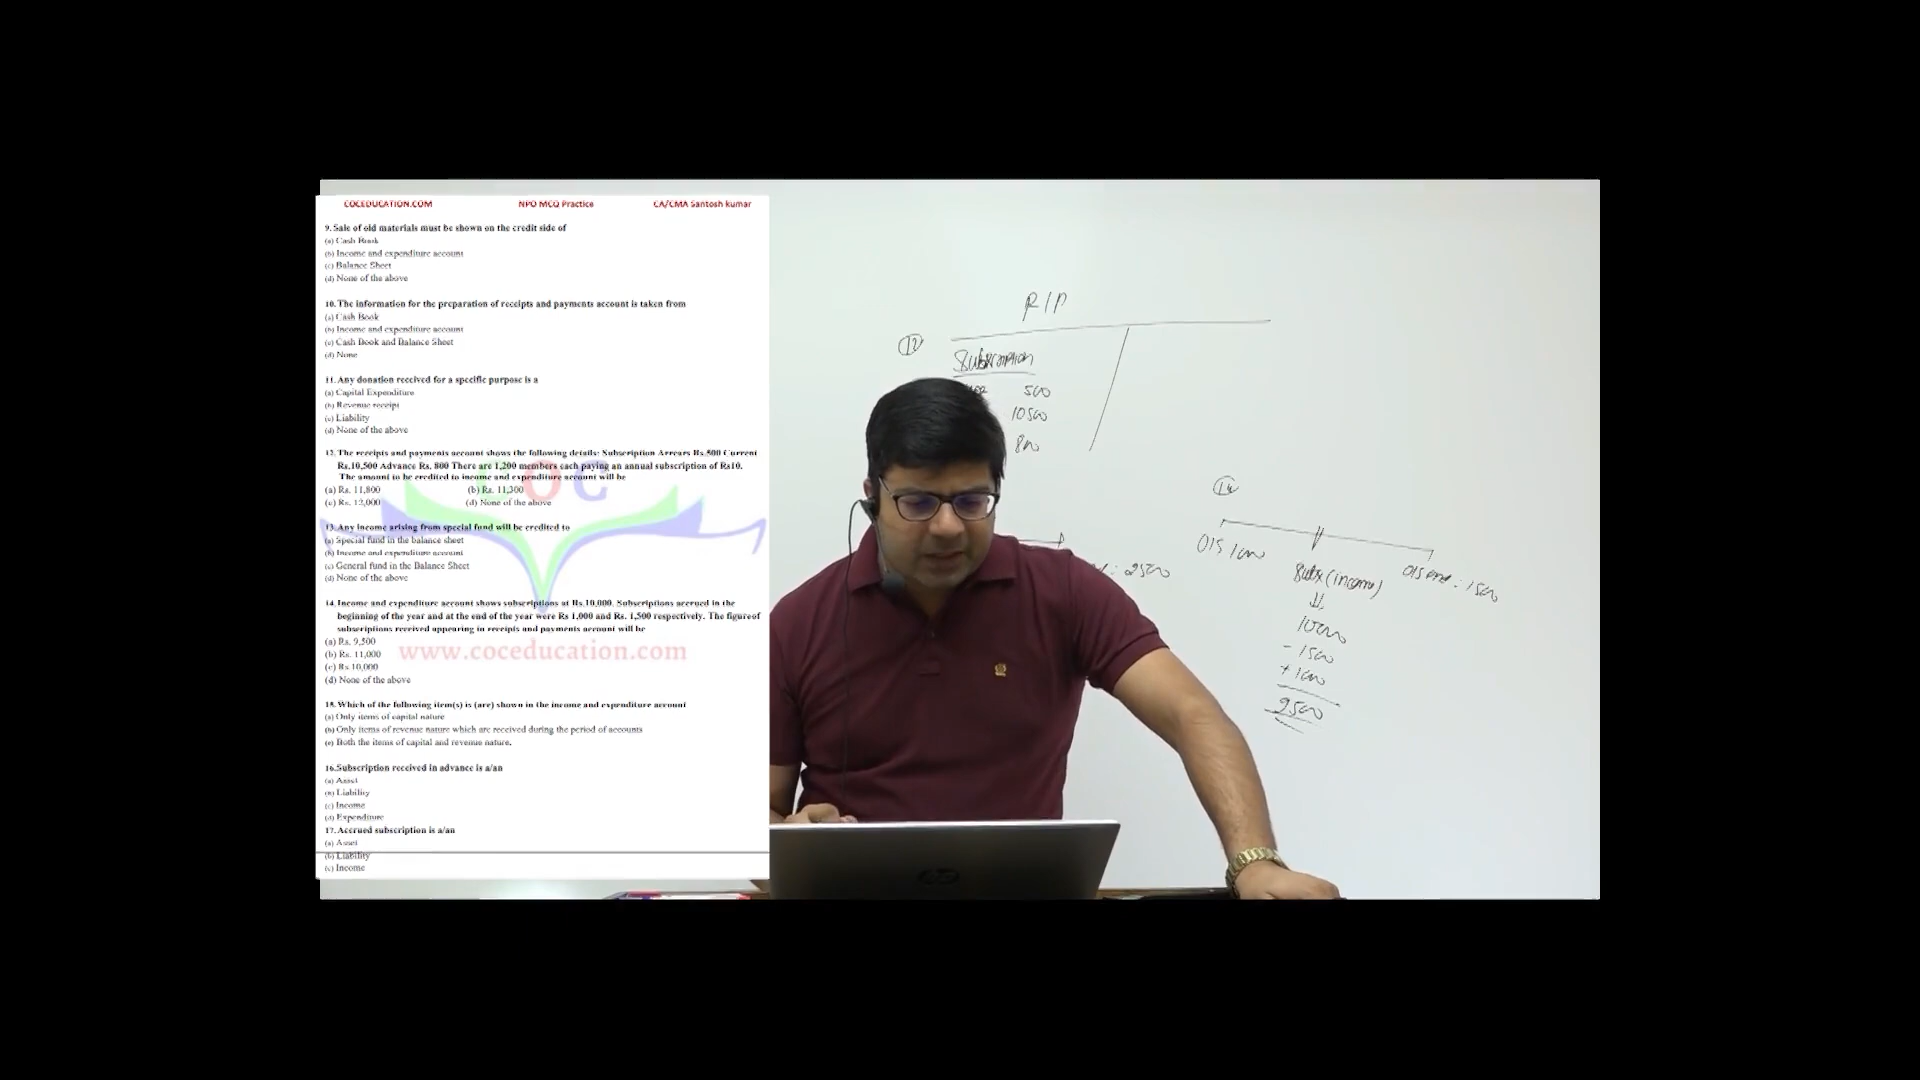 COCEDUCATION.COM NPO MCQ Practice CA/CMA Santosh kumar
9. Sale of old materials must be shown on the credit side of
(a) Cash Book
(b) Income and expenditure account
(c) Balance Sheet
(d) None of the above
10. The information for the preparation of receipts and payments account is taken from
(a) Cash Book
(b) Income and expenditure account
(c) Cash Book and Balance Sheet
(d) None
11. Any donation received for a specific purpose is a
(a) Capital Expenditure
(b) Revenue receipt
(c) Liability
(d) None of the above
12. The receipts and payments account shows the following details: Subscription Arrears Rs.500 Current
Rs.10,500 Advance Rs. 800 There are 1,200 members each paying an annual subscription of Rs10.
The amount to be credited to income and expenditure account will be
(a) Rs. 11,800 (b) Rs. 11,300
(c) Rs. 12,000 (d) None of the above
13. Any income arising from special fund will be credited to
(a) Special fund in the balance sheet
(b) Income and expenditure account
(c) General fund in the Balance Sheet
(d) None of the above
14. Income and expenditure account shows subscriptions at Rs.10,000. Subscriptions accrued in the
beginning of the year and at the end of the year were Rs 1,000 and Rs. 1,500 respectively. The figureof
subscriptions received appearing in receipts and payments account will be
(a) Rs. 9,500
(b) Rs. 11,000
(c) Rs 10,000
(d) None of the above
15. Which of the following item(s) is (are) shown in the income and expenditure account
(a) Only items of capital nature
(b) Only items of revenue nature which are received during the period of accounts
(c) Both the items of capital and revenue nature.
16.Subscription received in advance is a/an
(a) Asset
(b) Liability
(c) Income
(d) Expenditure
17. Accrued subscription is a/an
(a) Asset
(b) Liability
(c) Income
COC
www.coceducation.com
R/P
12
Subscription
500
10500
800
: 2500
14
O/S 1000
Subs (income)
O/S end : 1500
10000
- 1500
+ 1000
9500
hp